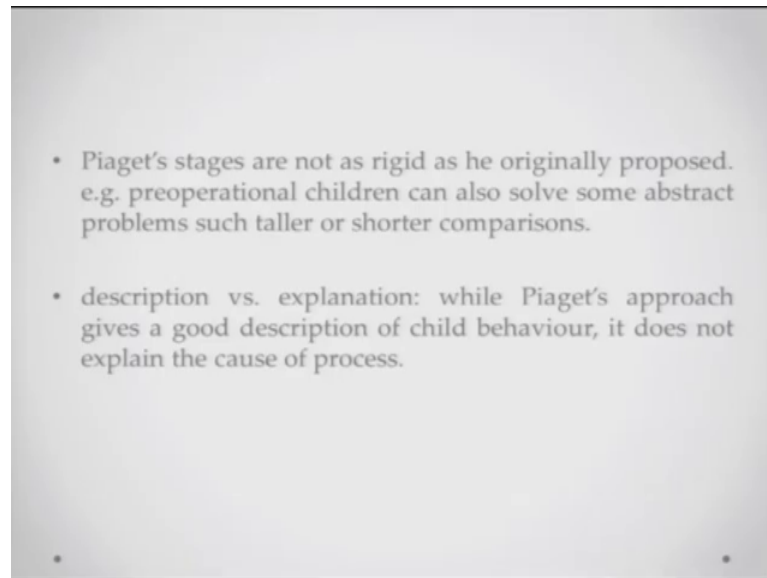 • Piaget's stages are not as rigid as he originally proposed.
e.g. preoperational children can also solve some abstract
problems such taller or shorter comparisons.
• description vs. explanation: while Piaget's approach
gives a good description of child behaviour, it does not
explain the cause of process.